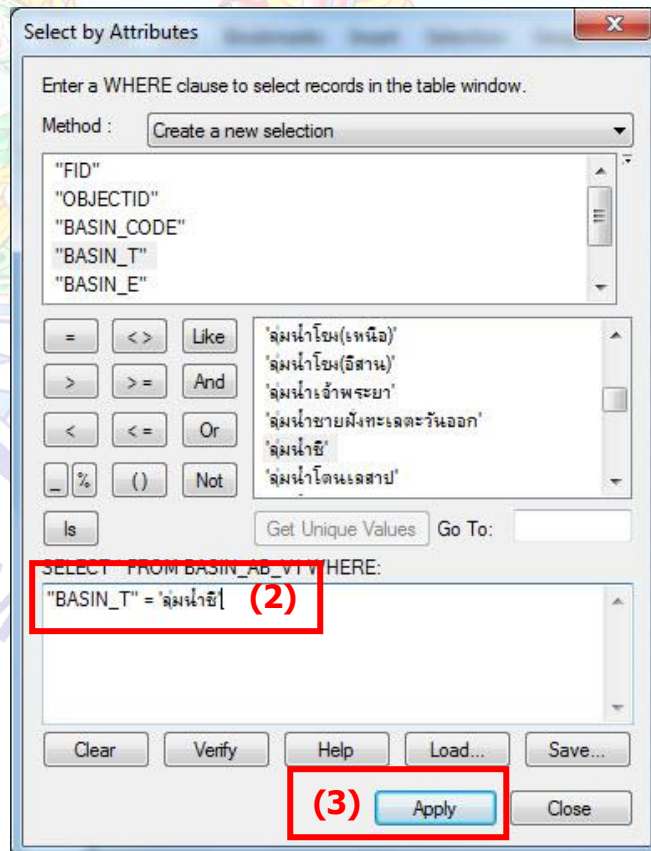 Select by Attributes
Enter a WHERE clause to select records in the table window.
Method : Create a new selection
"FID"
"OBJECTID"
"BASIN_CODE"
"BASIN_T"
"BASIN_E"
= <> Like
> >= And
< <= Or
_ % () Not
Is
'ลุ่มน้ำโขง(เหนือ)'
'ลุ่มน้ำโขง(อีสาน)'
'ลุ่มน้ำเจ้าพระยา'
'ลุ่มน้ำชายฝั่งทะเลตะวันออก'
'ลุ่มน้ำชี'
'ลุ่มน้ำโตนเลสาป'
Get Unique Values Go To:
SELECT * FROM BASIN_AB_V1 WHERE:
"BASIN_T" = 'ลุ่มน้ำชี' (2)
Clear Verify Help Load... Save...
(3) Apply Close